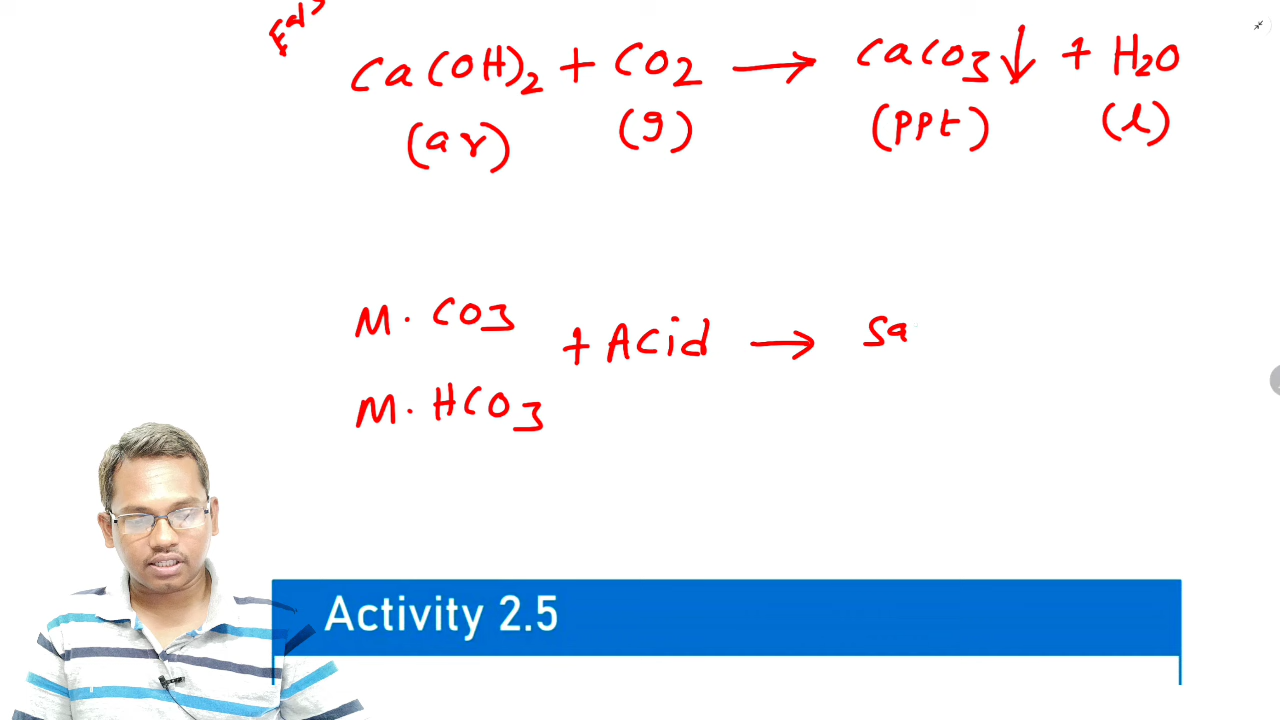 Ca(OH)2 + CO2 → CaCO3↓ + H2O
(aq) (g) (ppt) (l)
M. CO3
+ Acid → Sa
M. HCO3
Activity 2.5